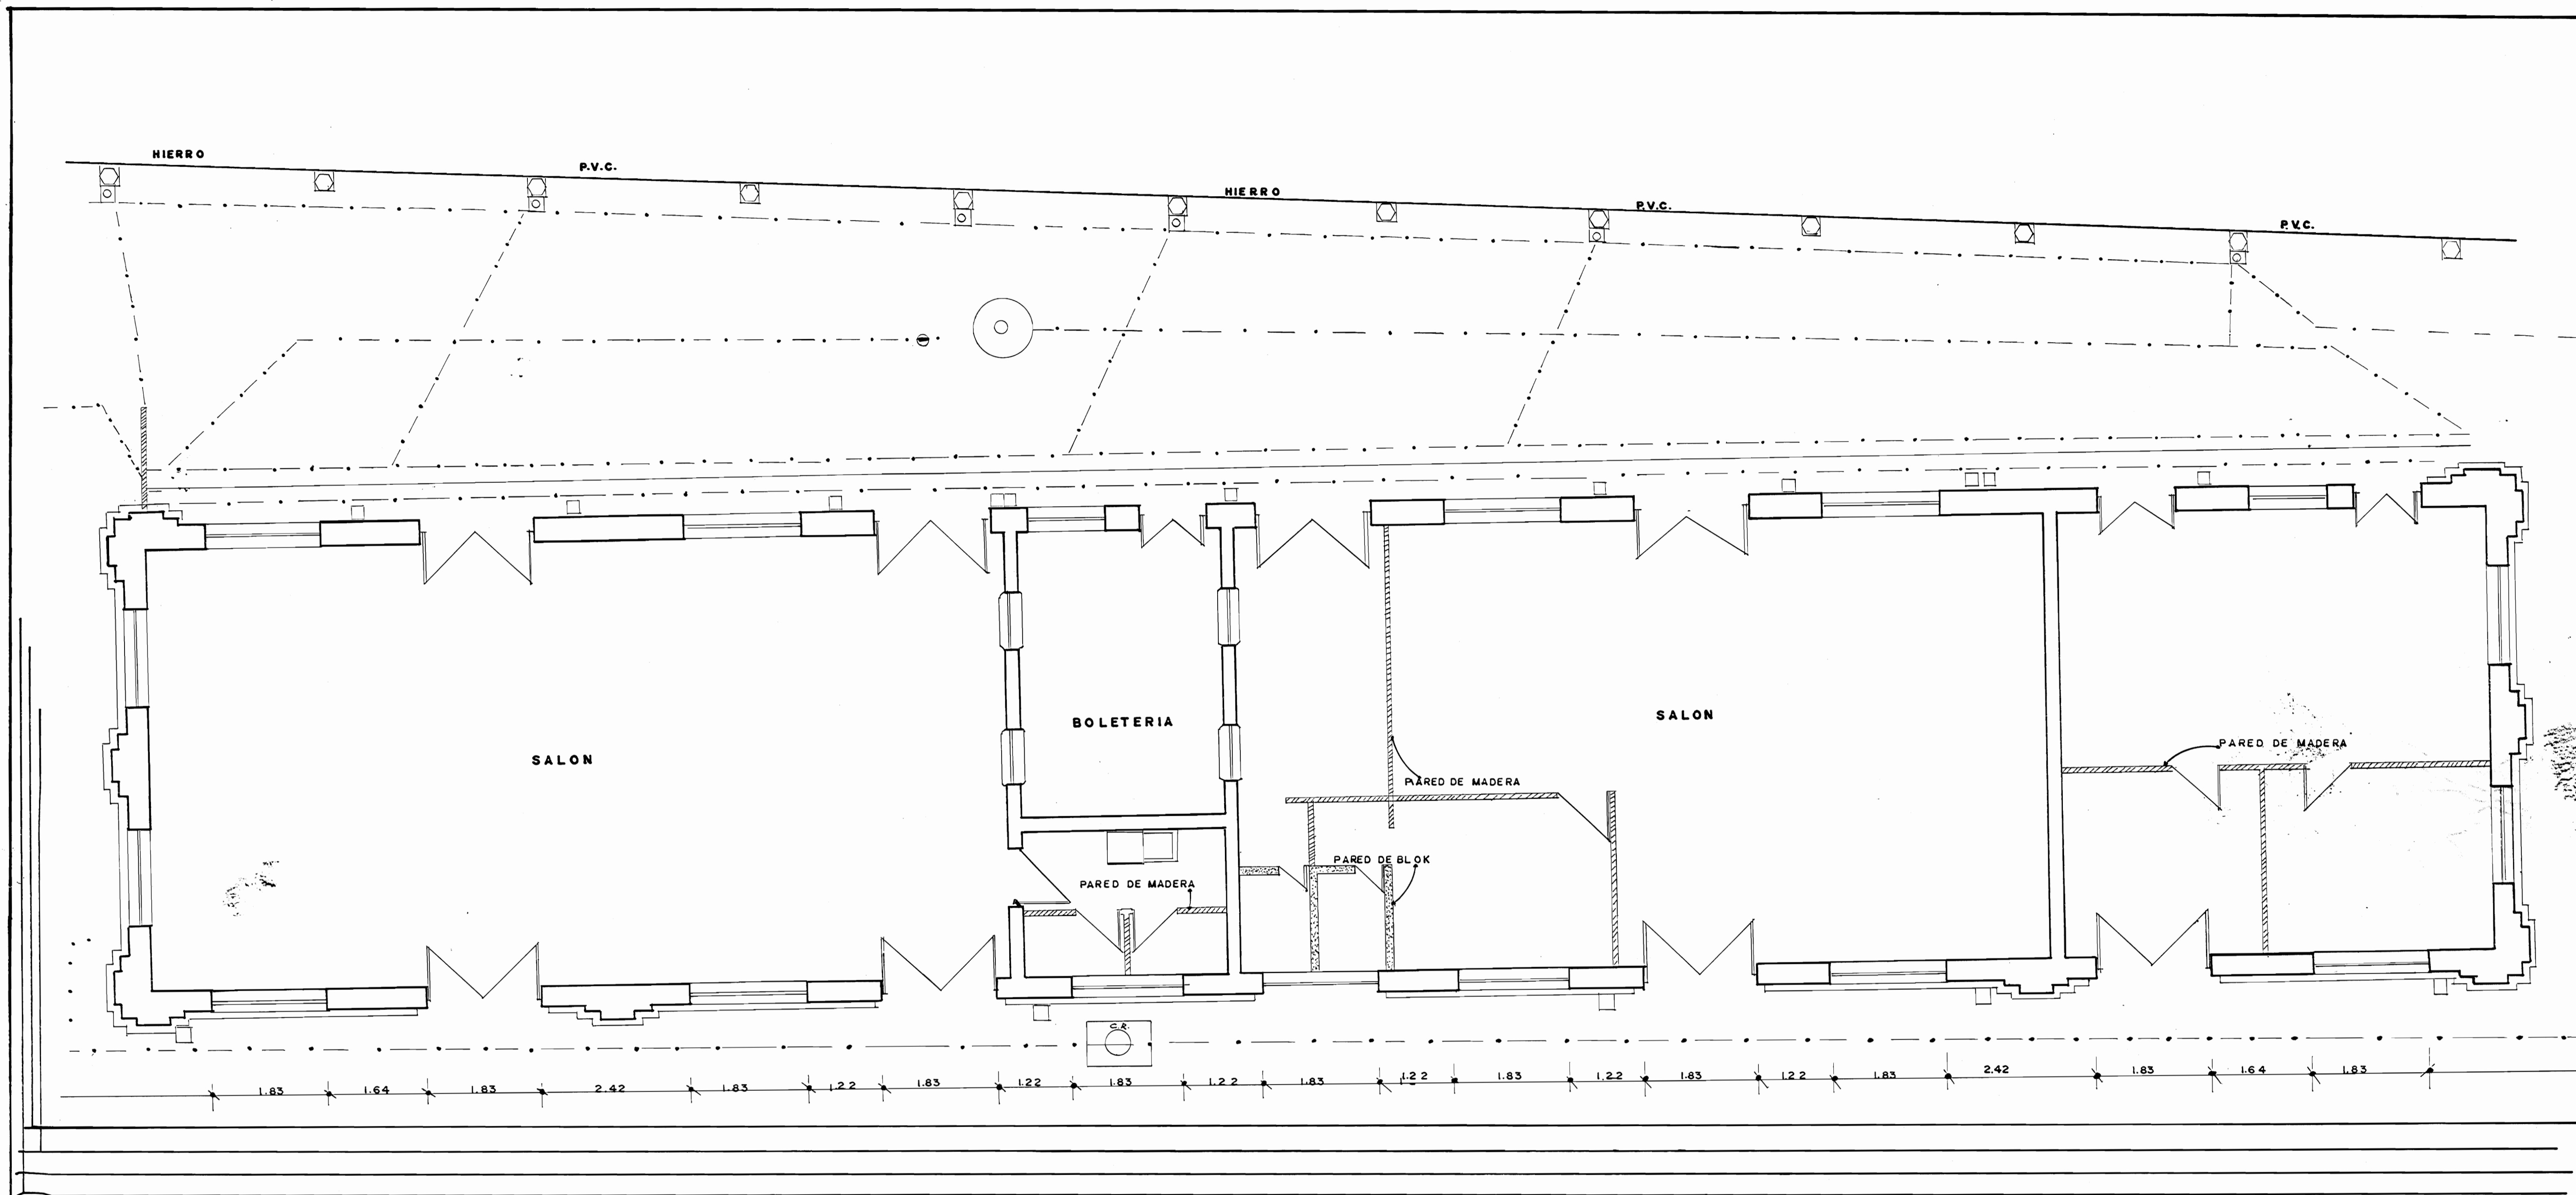 HIERRO
P.V.C.
HIERRO
P.V.C.
P.V.C.
SALON
BOLETERIA
SALON
PARED DE MADERA
PARED DE MADERA
PARED DE BLOK
PARED DE MADERA
C.R.
1.83 1.64 1.83 2.42 1.83 1.22 1.83 1.22 1.83 1.22 1.83 1.22 1.83 1.22 1.83 1.22 1.83 2.42 1.83 1.64 1.83